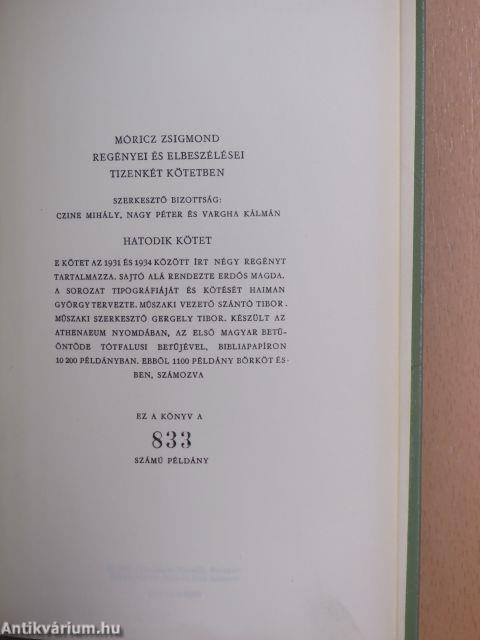 MÓRICZ ZSIGMOND
REGÉNYEI ÉS ELBESZÉLÉSEI
TIZENKÉT KÖTETBEN
SZERKESZTŐ BIZOTTSÁG:
CZINE MIHÁLY, NAGY PÉTER ÉS VARGHA KÁLMÁN
HATODIK KÖTET
E KÖTET AZ 1931 ÉS 1934 KÖZÖTT ÍRT NÉGY REGÉNYT
TARTALMAZZA. SAJTÓ ALÁ RENDEZTE ERDŐS MAGDA.
A SOROZAT TIPOGRÁFIÁJÁT ÉS KÖTÉSÉT HAIMAN
GYÖRGY TERVEZTE. MŰSZAKI VEZETŐ SZÁNTÓ TIBOR.
MŰSZAKI SZERKESZTŐ GERGELY TIBOR. KÉSZÜLT AZ
ATHENAEUM NYOMDÁBAN, AZ ELSŐ MAGYAR BETŰ-
ÖNTÖDE TÓTFALUSI BETŰJÉVEL, BIBLIAPAPÍRON
10 200 PÉLDÁNYBAN. EBBŐL 1100 PÉLDÁNY BŐRKÖTÉS-
BEN, SZÁMOZVA
EZ A KÖNYV A
833
SZÁMÚ PÉLDÁNY
Antikvárium.hu